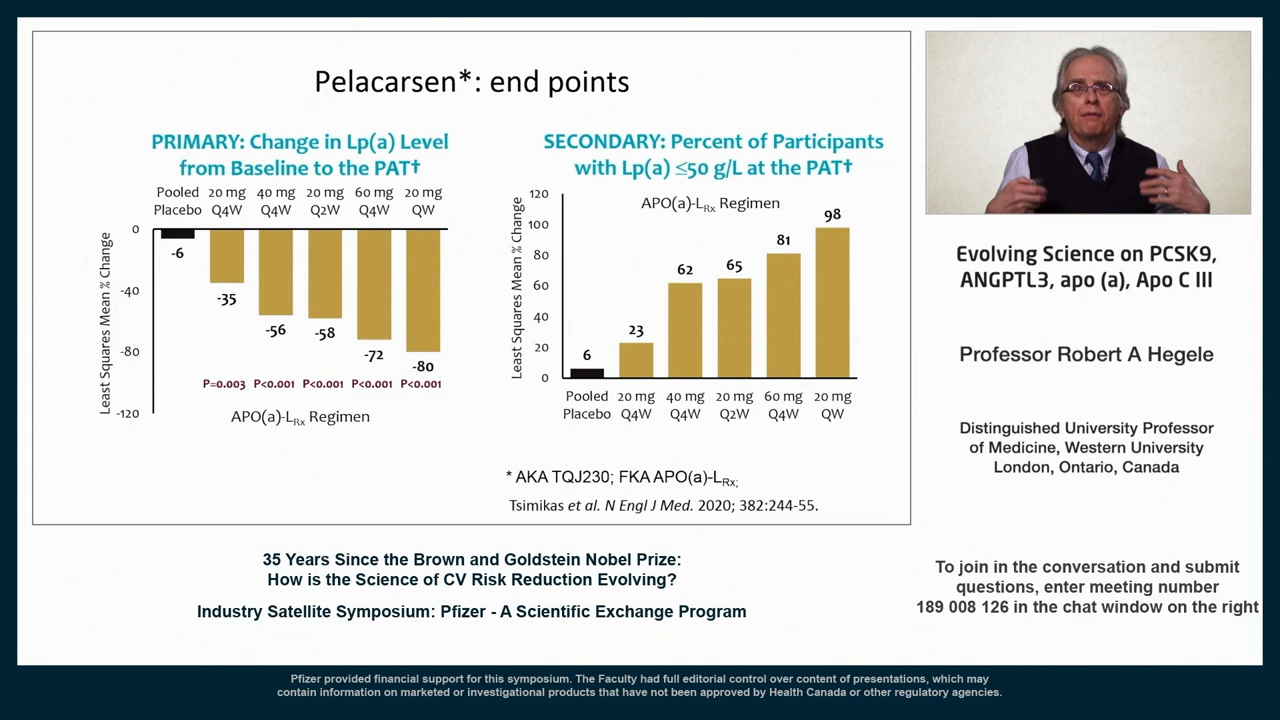 Pelacarsen*: end points
PRIMARY: Change in Lp(a) Level
from Baseline to the PAT†
Pooled Placebo
20 mg Q4W
40 mg Q4W
20 mg Q2W
60 mg Q4W
20 mg QW
Least Squares Mean % Change
0
-40
-80
-120
-6
-35
-56
-58
-72
-80
P=0.003 P<0.001 P<0.001 P<0.001 P<0.001
APO(a)-LRx Regimen
SECONDARY: Percent of Participants
with Lp(a) ≤50 g/L at the PAT†
Least Squares Mean % Change
120
100
80
60
40
20
0
APO(a)-LRx Regimen
6
23
62
65
81
98
Pooled Placebo
20 mg Q4W
40 mg Q4W
20 mg Q2W
60 mg Q4W
20 mg QW
* AKA TQJ230; FKA APO(a)-LRx;
Tsimikas et al. N Engl J Med. 2020; 382:244-55.
Evolving Science on PCSK9,
ANGPTL3, apo (a), Apo C III
Professor Robert A Hegele
Distinguished University Professor
of Medicine, Western University
London, Ontario, Canada
35 Years Since the Brown and Goldstein Nobel Prize:
How is the Science of CV Risk Reduction Evolving?
Industry Satellite Symposium: Pfizer - A Scientific Exchange Program
To join in the conversation and submit
questions, enter meeting number
189 008 126 in the chat window on the right
Pfizer provided financial support for this symposium. The Faculty had full editorial control over content of presentations, which may
contain information on marketed or investigational products that have not been approved by Health Canada or other regulatory agencies.